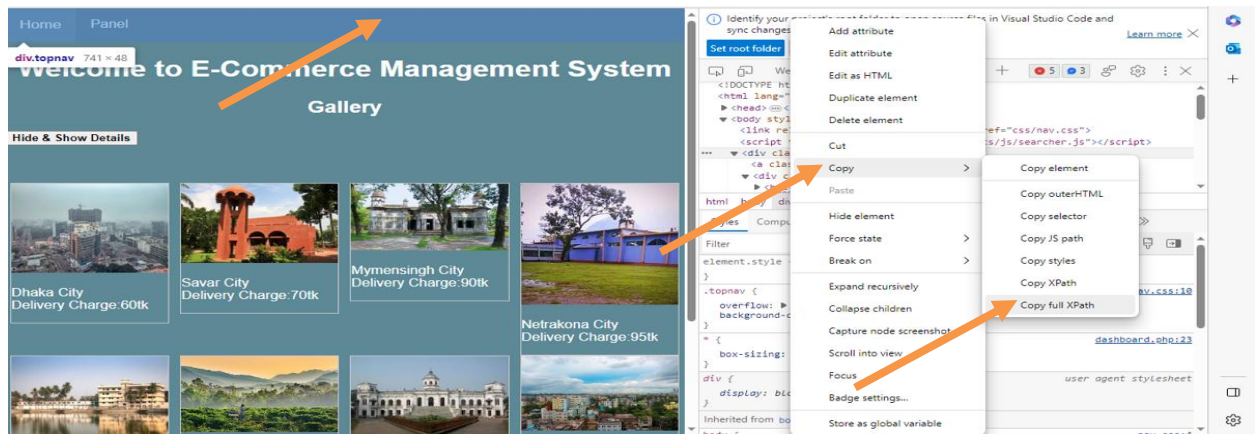 Home Panel
div.topnav 741 × 48
Welcome to E-Commerce Management System
Gallery
Hide & Show Details
Dhaka City
Delivery Charge:60tk
Savar City
Delivery Charge:70tk
Mymensingh City
Delivery Charge:90tk
Netrakona City
Delivery Charge:95tk
Identify your project's root folder to open source files in Visual Studio Code and
sync changes
Learn more
Set root folder
We
5 3
<!DOCTYPE ht
<html lang="
<head>
<body styl
<link re ef="css/nav.css">
<script s/js/searcher.js"></script>
<div cla
<a clas
<div c
html body di
Styles Compu
Filter
element.style
}
.topnav { av.css:10
overflow:
background-c
}
* { dashboard.php:23
box-sizing:
}
div { user agent stylesheet
display: blo
}
Inherited from bo
Add attribute
Edit attribute
Edit as HTML
Duplicate element
Delete element
Cut
Copy
Paste
Hide element
Force state
Break on
Expand recursively
Collapse children
Capture node screenshot
Scroll into view
Focus
Badge settings...
Store as global variable
Copy element
Copy outerHTML
Copy selector
Copy JS path
Copy styles
Copy XPath
Copy full XPath